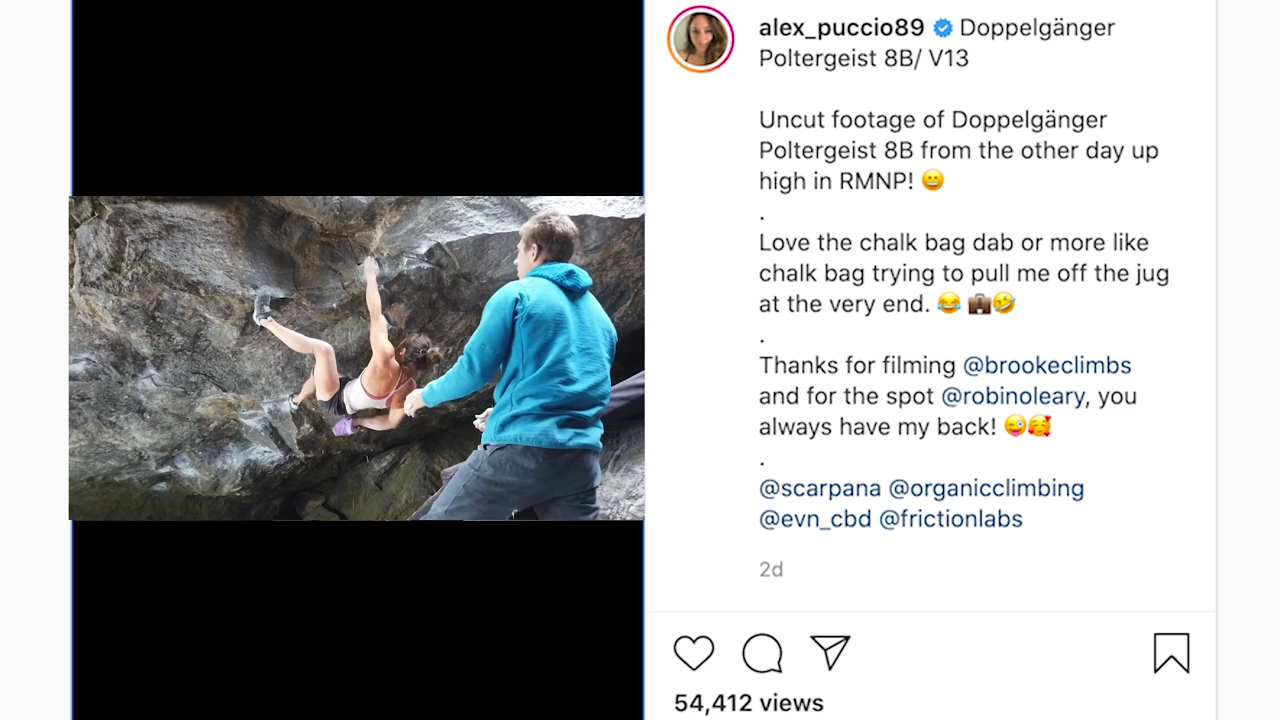 alex_puccio89 Doppelgänger
Poltergeist 8B/ V13
Uncut footage of Doppelgänger
Poltergeist 8B from the other day up
high in RMNP! 😁
.
Love the chalk bag dab or more like
chalk bag trying to pull me off the jug
at the very end. 😂 💼🤣
.
Thanks for filming @brookeclimbs
and for the spot @robinoleary, you
always have my back! 😜🥰
.
@scarpana @organicclimbing
@evn_cbd @frictionlabs
2d
54,412 views